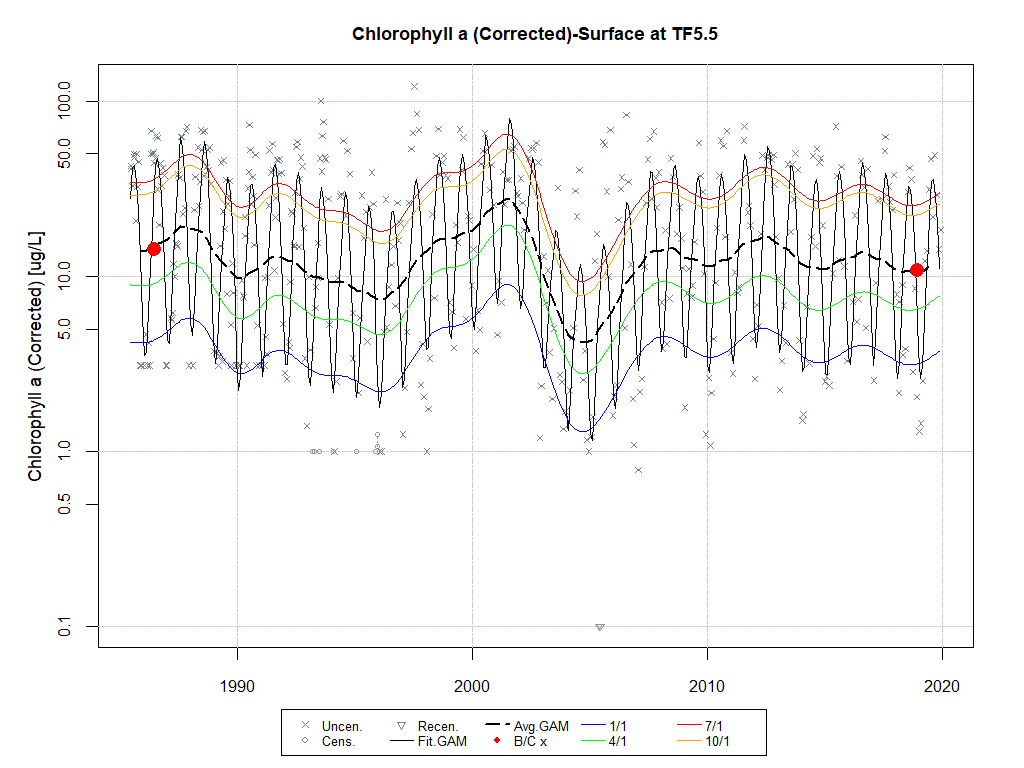 Chlorophyll a (Corrected)-Surface at TF5.5
Chlorophyll a (Corrected) [ug/L]
100.0
50.0
10.0
5.0
1.0
0.5
0.1
1990 2000 2010 2020
Uncen. Recen. Avg.GAM 1/1 7/1
Cens. Fit.GAM B/C x 4/1 10/1